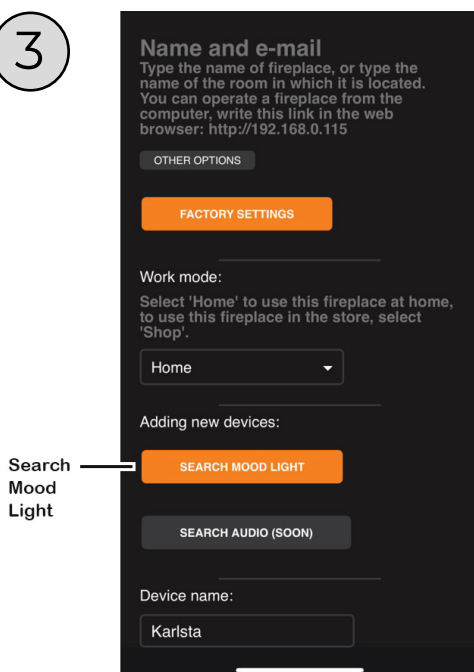 3
Name and e-mail
Type the name of fireplace, or type the
name of the room in which it is located.
You can operate a fireplace from the
computer, write this link in the web
browser: http://192.168.0.115
OTHER OPTIONS
FACTORY SETTINGS
Work mode:
Select 'Home' to use this fireplace at home,
to use this fireplace in the store, select
'Shop'.
Home
Adding new devices:
Search
Mood
Light
SEARCH MOOD LIGHT
SEARCH AUDIO (SOON)
Device name:
Karlsta